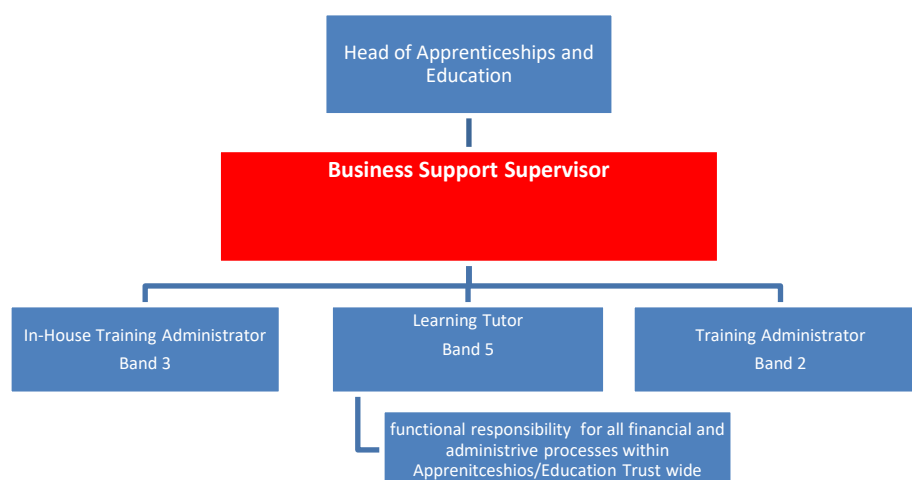 Head of Apprenticeships and
Education
Business Support Supervisor
In-House Training Administrator
Band 3
Learning Tutor
Band 5
Training Administrator
Band 2
functional responsibility for all financial and
administrive processes within
Apprenitceshios/Education Trust wide